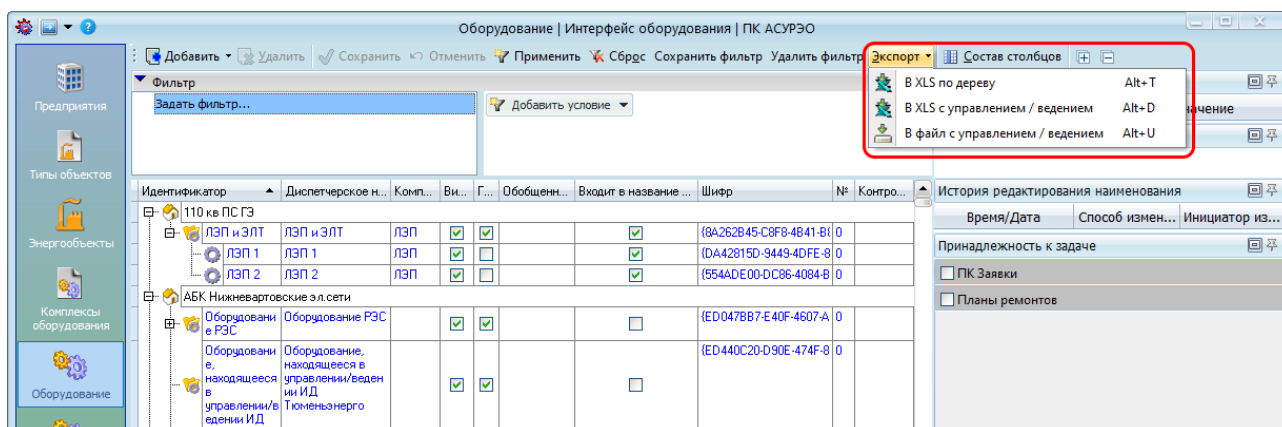 Оборудование | Интерфейс оборудования | ПК АСУРЭО
Добавить Удалить Сохранить Отменить Применить Сброс Сохранить фильтр Удалить фильтр Экспорт Состав столбцов
Предприятия
Типы объектов
Энергообъекты
Комплексы
оборудования
Оборудование
Фильтр
Задать фильтр...
Добавить условие
В XLS по дереву Alt+T
В XLS с управлением / ведением Alt+D
В файл с управлением / ведением Alt+U
Идентификатор Диспетчерское н... Комп... Ви... Г... Обобщенн... Входит в название ... Шифр № Контро...
110 кв ПС ГЭ
ЛЭП и ЗЛТ ЛЭП и ЗЛТ ЛЭП {8A262B45-C8F8-4B41-B 0
ЛЭП 1 ЛЭП 1 ЛЭП {DA42815D-9449-4DFE-8 0
ЛЭП 2 ЛЭП 2 ЛЭП {554ADE00-DC86-4084-B 0
АБК Нижневартовские эл.сети
Оборудовани Оборудование РЭС {ED047BB7-E40F-4607-A 0
е РЭС
Оборудовани Оборудование, {ED440C20-D90E-474F-8 0
е, находящееся в
находящееся управлении/веден
в ии ИД
управлении/в Тюменьэнерго
едении ИД
начение
История редактирования наименования
Время/Дата Способ измен... Инициатор из...
Принадлежность к задаче
ПК Заявки
Планы ремонтов